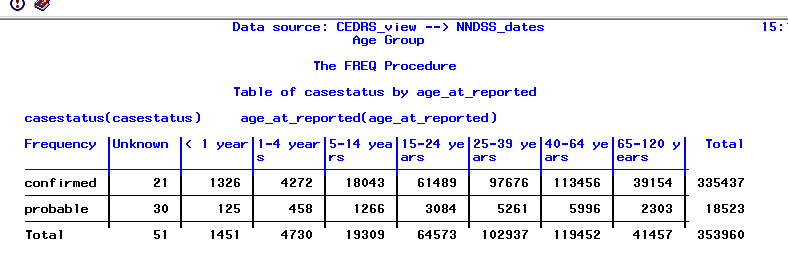 Data source: CEDRS_view --> NNDSS_dates
Age Group
The FREQ Procedure
Table of casestatus by age_at_reported
casestatus(casestatus) age_at_reported(age_at_reported)
Frequency Unknown < 1 year 1-4 year 5-14 yea 15-24 ye 25-39 ye 40-64 ye 65-120 y Total
s rs ars ars ars ears
confirmed 21 1326 4272 18043 61489 97676 113456 39154 335437
probable 30 125 458 1266 3084 5261 5996 2303 18523
Total 51 1451 4730 19309 64573 102937 119452 41457 353960